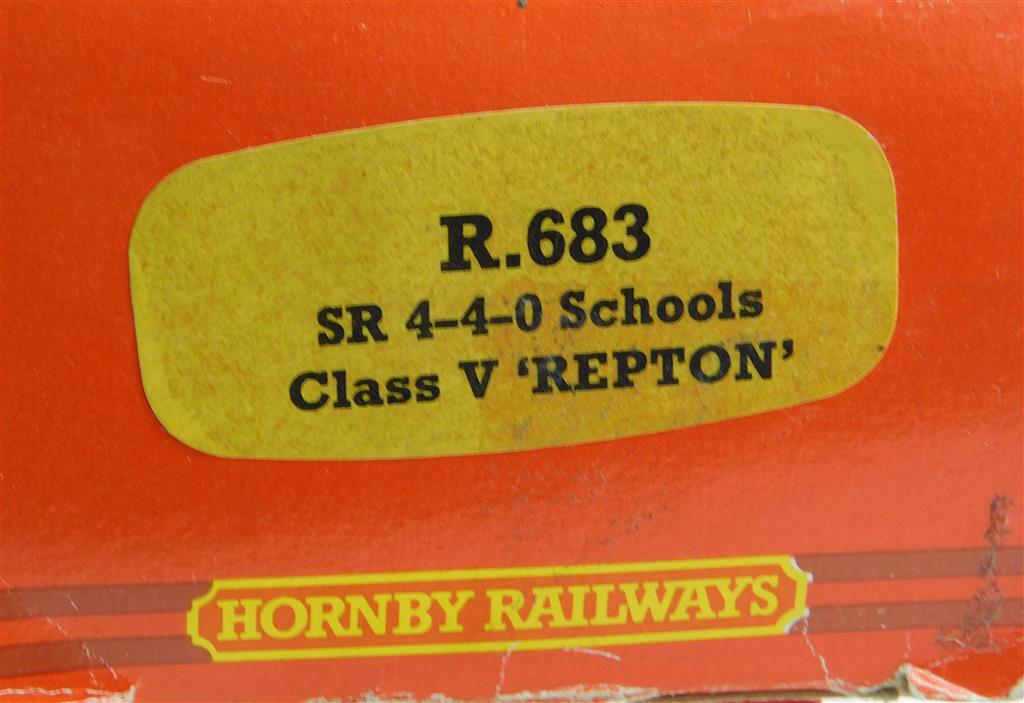 R.683
SR 4-4-0 Schools
Class V ‘REPTON’
HORNBY RAILWAYS